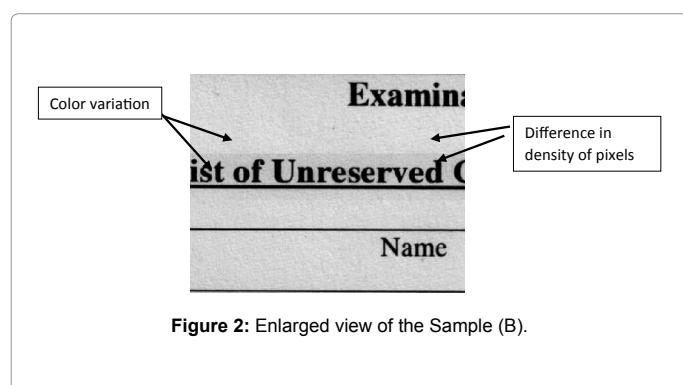 Examina
Color variation
Difference in
density of pixels
ist of Unreserved
Name
Figure 2: Enlarged view of the Sample (B).